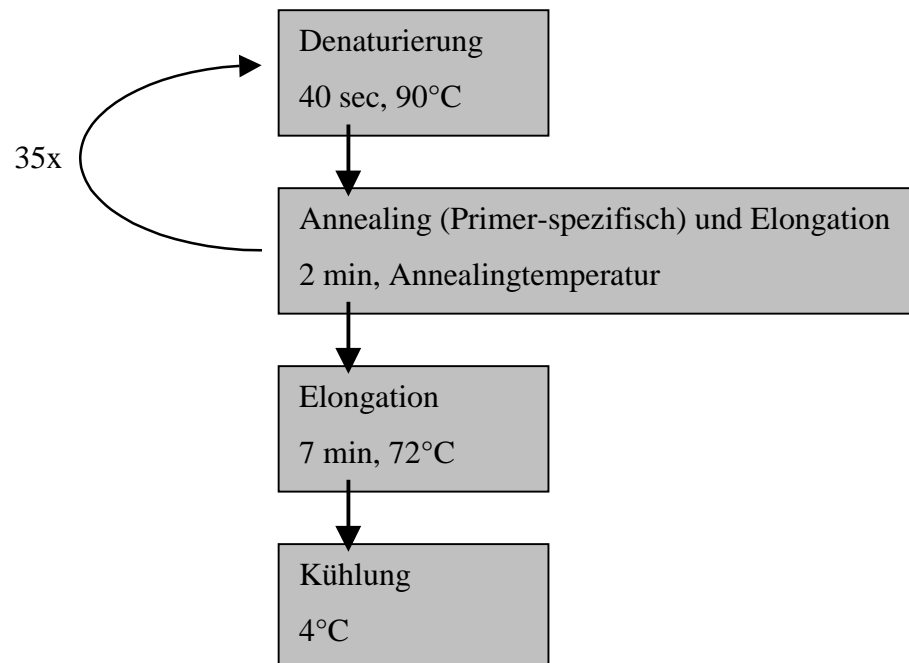 Denaturierung
40 sec, 90°C
35x
Annealing (Primer-spezifisch) und Elongation
2 min, Annealingtemperatur
Elongation
7 min, 72°C
Kühlung
4°C